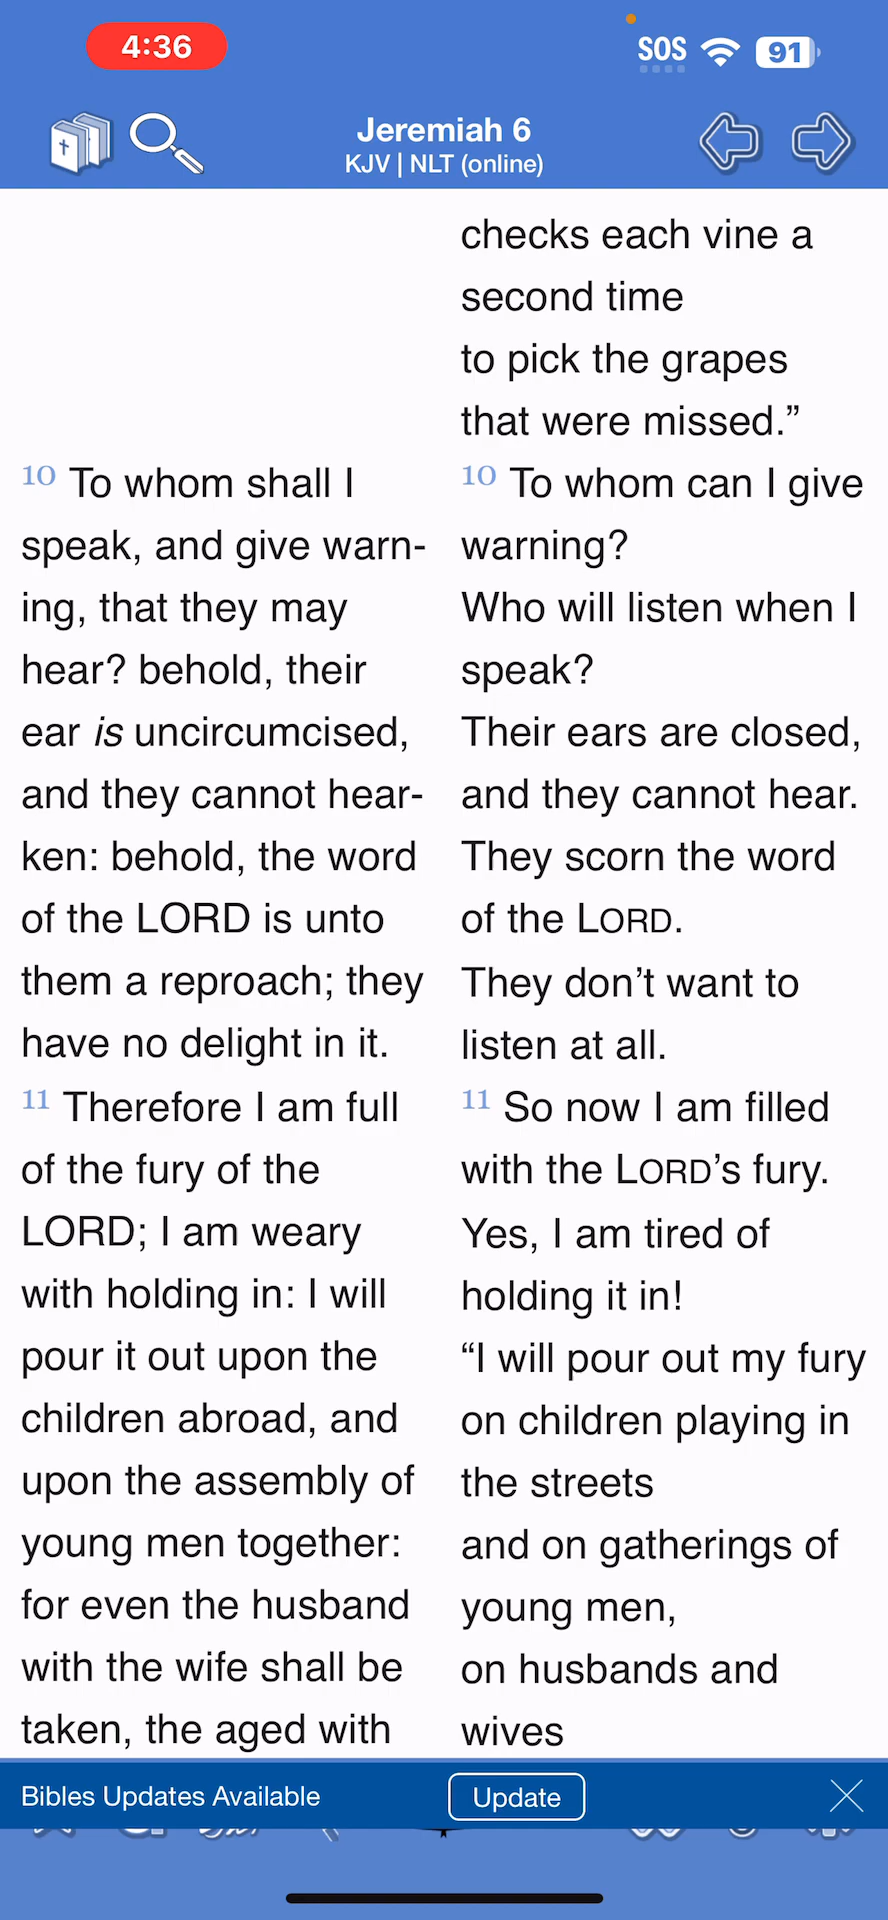 4:36
SOS
91
Jeremiah 6
KJV | NLT (online)
checks each vine a
second time
to pick the grapes
that were missed.”
10 To whom shall I
speak, and give warn-
ing, that they may
hear? behold, their
ear is uncircumcised,
and they cannot hear-
ken: behold, the word
of the LORD is unto
them a reproach; they
have no delight in it.
11 Therefore I am full
of the fury of the
LORD; I am weary
with holding in: I will
pour it out upon the
children abroad, and
upon the assembly of
young men together:
for even the husband
with the wife shall be
taken, the aged with
10 To whom can I give
warning?
Who will listen when I
speak?
Their ears are closed,
and they cannot hear.
They scorn the word
of the LORD.
They don’t want to
listen at all.
11 So now I am filled
with the LORD’s fury.
Yes, I am tired of
holding it in!
“I will pour out my fury
on children playing in
the streets
and on gatherings of
young men,
on husbands and
wives
Bibles Updates Available
Update